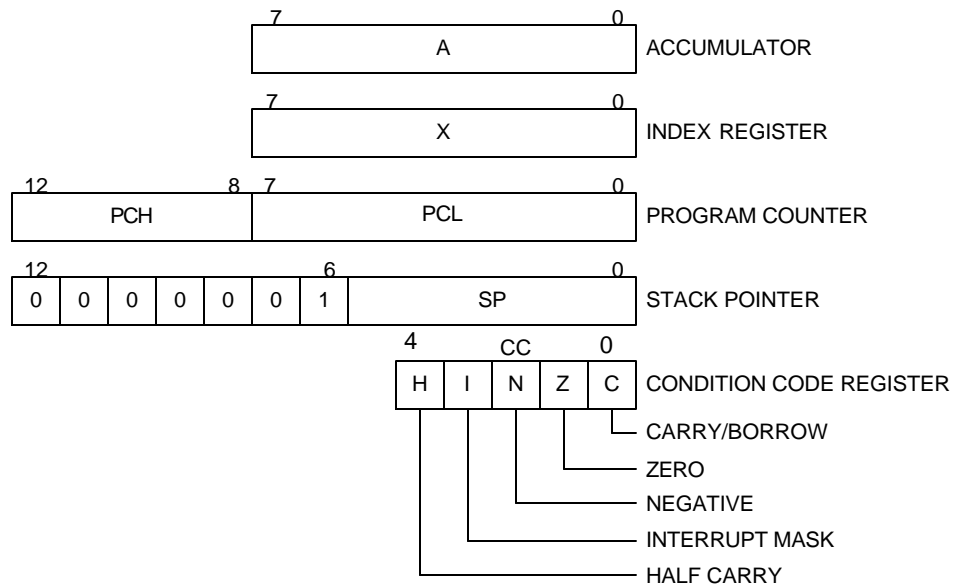 7 0
A ACCUMULATOR
7 0
X INDEX REGISTER
12 8 7 0
PCH PCL PROGRAM COUNTER
12 6 0
0 0 0 0 0 0 1 SP STACK POINTER
4 CC 0
H I N Z C CONDITION CODE REGISTER
CARRY/BORROW
ZERO
NEGATIVE
INTERRUPT MASK
HALF CARRY